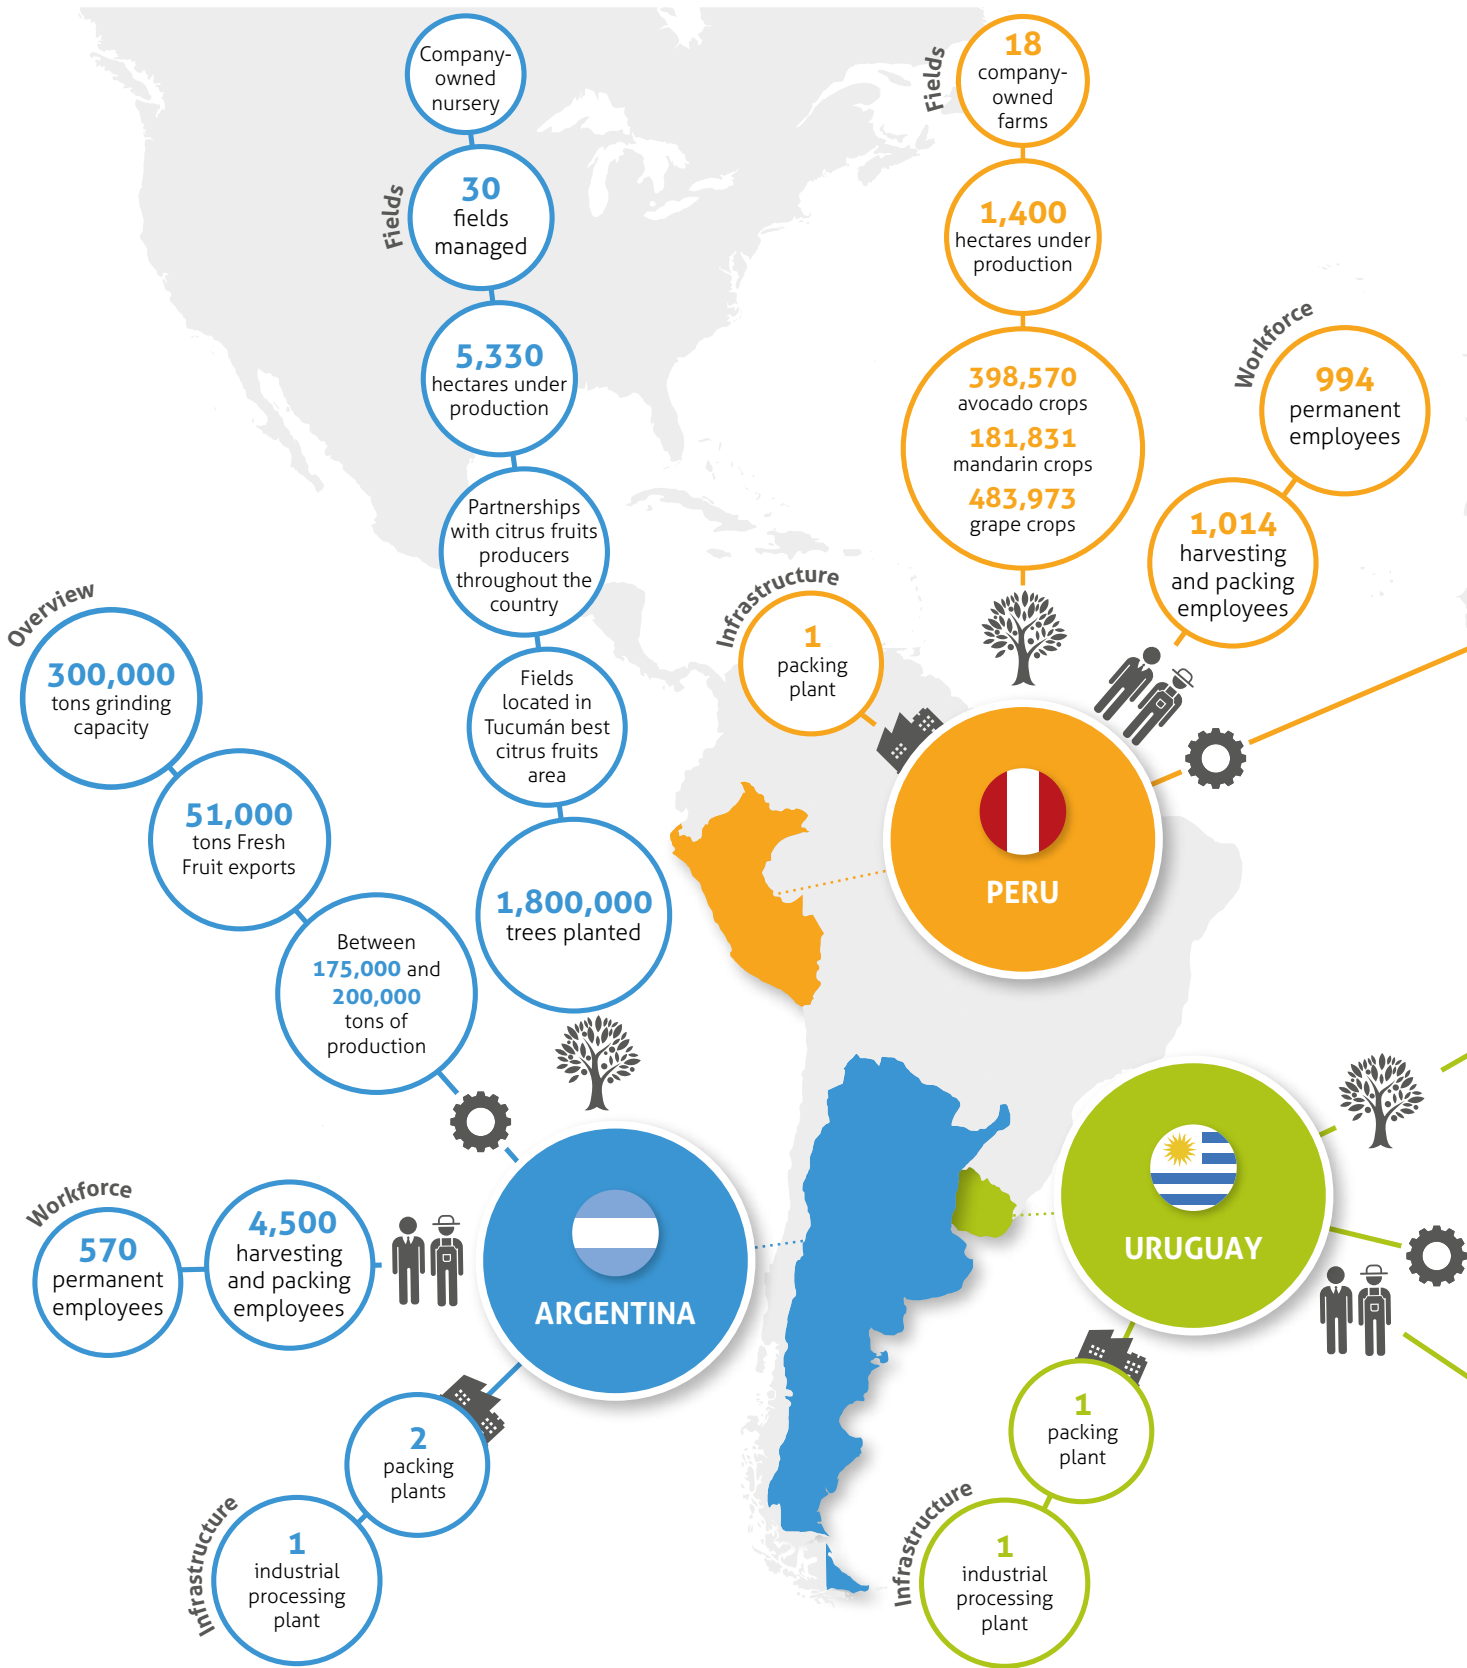 Company-
owned
nursery
Fields
30
fields
managed
5,330
hectares under
production
Partnerships
with citrus fruits
producers
throughout the
country
Fields
located in
Tucumán best
citrus fruits
area
1,800,000
trees planted
Overview
300,000
tons grinding
capacity
51,000
tons Fresh
Fruit exports
Between
175,000 and
200,000
tons of
production
Workforce
570
permanent
employees
4,500
harvesting
and packing
employees
ARGENTINA
2
packing
plants
Infrastructure
1
industrial
processing
plant
Fields
18
company-
owned
farms
1,400
hectares under
production
398,570
avocado crops
181,831
mandarin crops
483,973
grape crops
Workforce
994
permanent
employees
1,014
harvesting
and packing
employees
Infrastructure
1
packing
plant
PERU
URUGUAY
1
packing
plant
Infrastructure
1
industrial
processing
plant